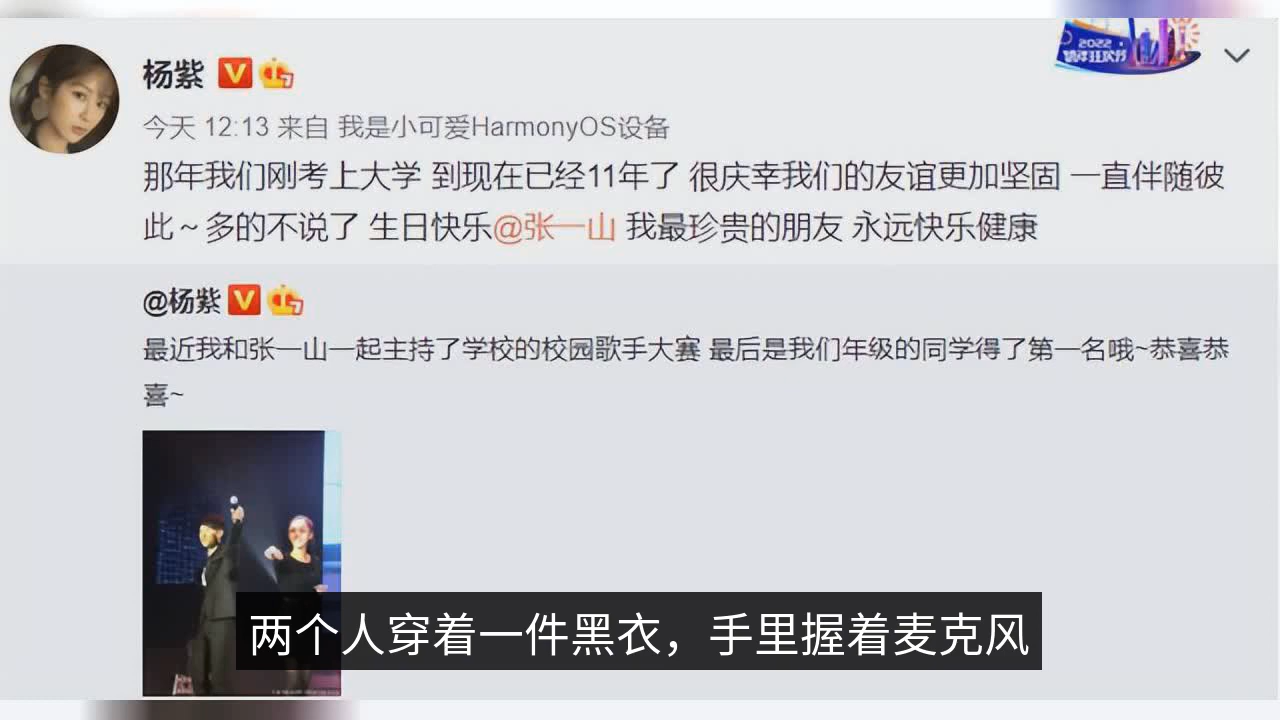 杨紫
2022
今天 12:13 来自 我是小可爱HarmonyOS设备
那年我们刚考上大学 到现在已经11年了 很庆幸我们的友谊更加坚固 一直伴随彼
此～多的不说了 生日快乐@张一山 我最珍贵的朋友 永远快乐健康
@杨紫
最近我和张一山一起主持了学校的校园歌手大赛 最后是我们年级的同学得了第一名哦~恭喜恭
喜~
两个人穿着一件黑衣，手里握着麦克风